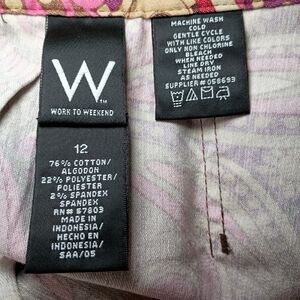 W™
WORK TO WEEKEND
12
76% COTTON/
ALGODON
22% POLYESTER/
POLIESTER
2% SPANDEX
SPANDEX
RN# 57803
MADE IN
INDONESIA/
HECHO EN
INDONESIA/
SAA/05
MACHINE WASH
COLD
GENTLE CYCLE
WITH LIKE COLORS
ONLY NON CHLORINE
BLEACH
WHEN NEEDED
LINE DRY
STEAM IRON
AS NEEDED
SUPPLIER # 058693